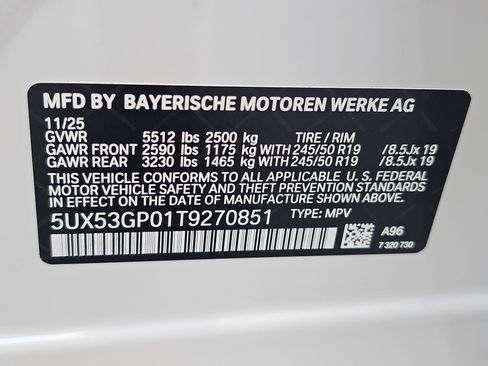 MFD BY BAYERISCHE MOTOREN WERKE AG
11/25
GVWR 5512 lbs 2500 kg TIRE / RIM
GAWR FRONT 2590 lbs 1175 kg WITH 245/50 R19 / 8.5Jx 19
GAWR REAR 3230 lbs 1465 kg WITH 245/50 R19 / 8.5Jx 19
THIS VEHICLE CONFORMS TO ALL APPLICABLE U. S. FEDERAL
MOTOR VEHICLE SAFETY AND THEFT PREVENTION STANDARDS
IN EFFECT ON THE DATE OF MANUFACTURE SHOWN ABOVE.
5UX53GP01T9270851 TYPE: MPV
A96
7 320 730